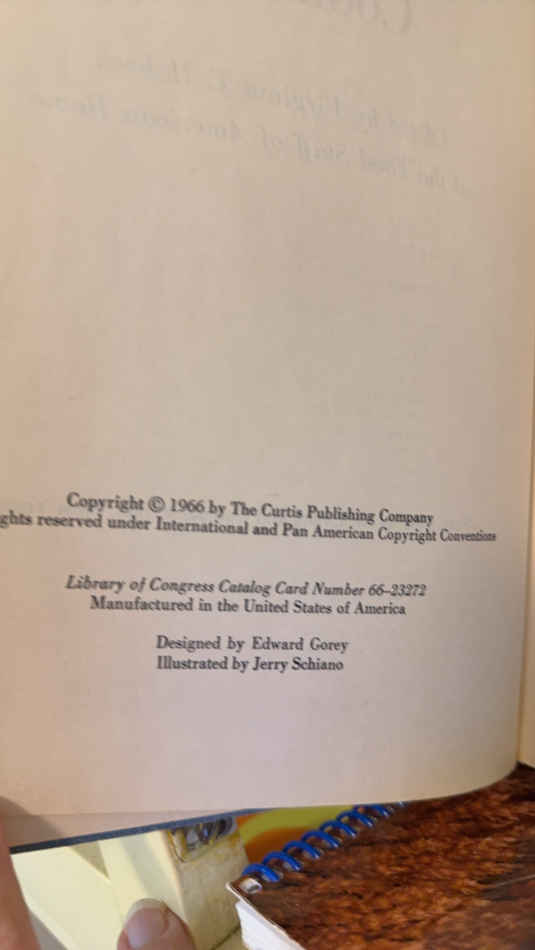 Copyright © 1966 by The Curtis Publishing Company
ghts reserved under International and Pan American Copyright Conventions
Library of Congress Catalog Card Number 66-23272
Manufactured in the United States of America
Designed by Edward Gorey
Illustrated by Jerry Schiano